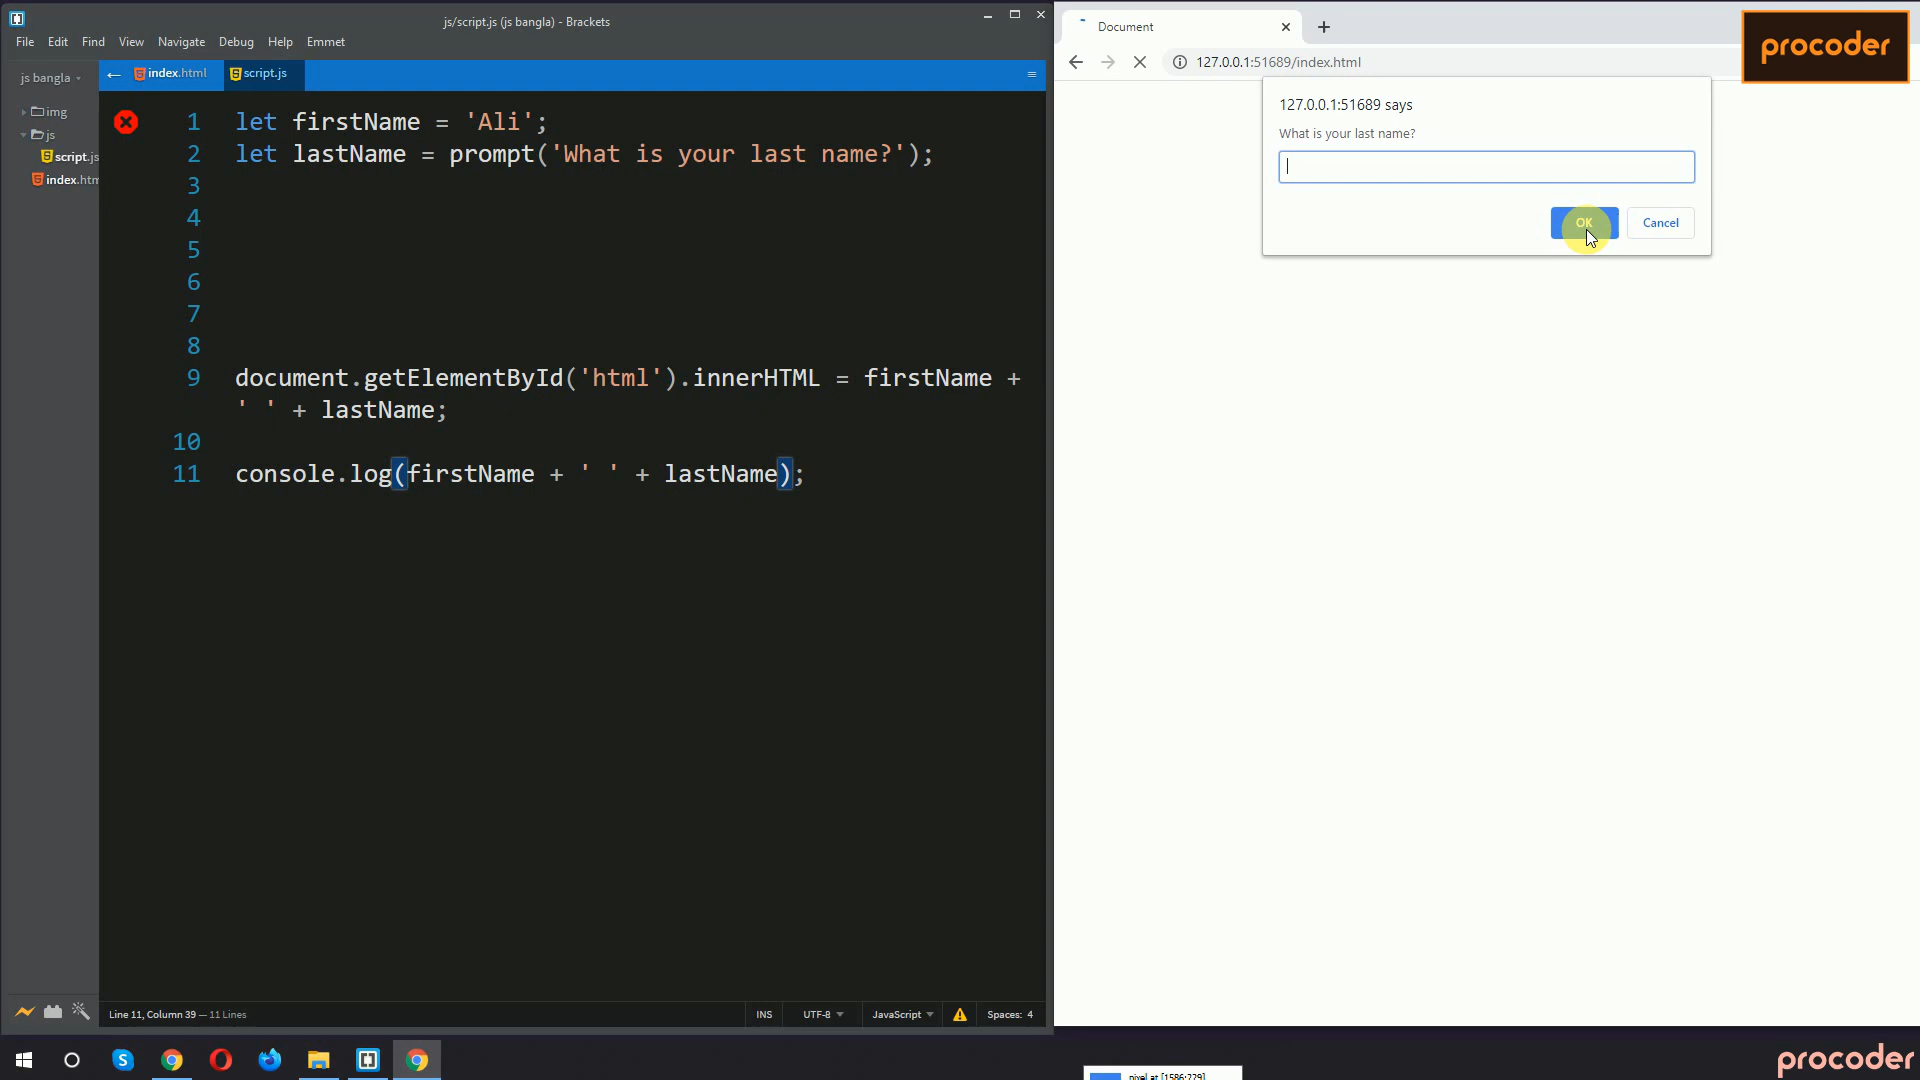 js/script.js (js bangla) - Brackets
File Edit Find View Navigate Debug Help Emmet
js bangla
img
js
script.js
index.htm
index.html
script.js
1 let firstName = 'Ali';
2 let lastName = prompt('What is your last name?');
3
4
5
6
7
8
9 document.getElementById('html').innerHTML = firstName +
' ' + lastName;
10
11 console.log(firstName + ' ' + lastName);
Line 11, Column 39 — 11 Lines
INS UTF-8 JavaScript Spaces: 4
Document
127.0.0.1:51689/index.html
procoder
127.0.0.1:51689 says
What is your last name?
OK Cancel
pixel at [1586:229]
procoder